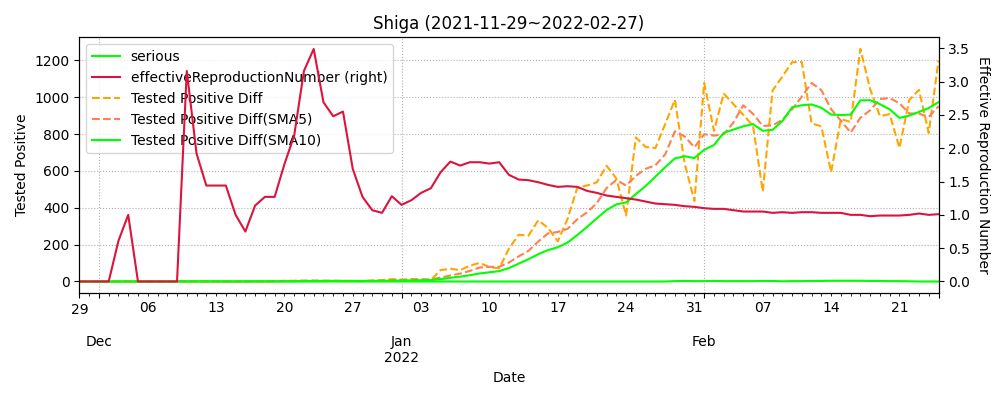 Shiga (2021-11-29~2022-02-27)
serious
effectiveReproductionNumber (right)
Tested Positive Diff
Tested Positive Diff(SMA5)
Tested Positive Diff(SMA10)
Tested Positive
1200
1000
800
600
400
200
0
3.5
3.0
2.5
2.0
1.5
1.0
0.5
0.0
Effective Reproduction Number
29 06 13 20 27 03 10 17 24 31 07 14 21
Dec Jan Feb
2022
Date